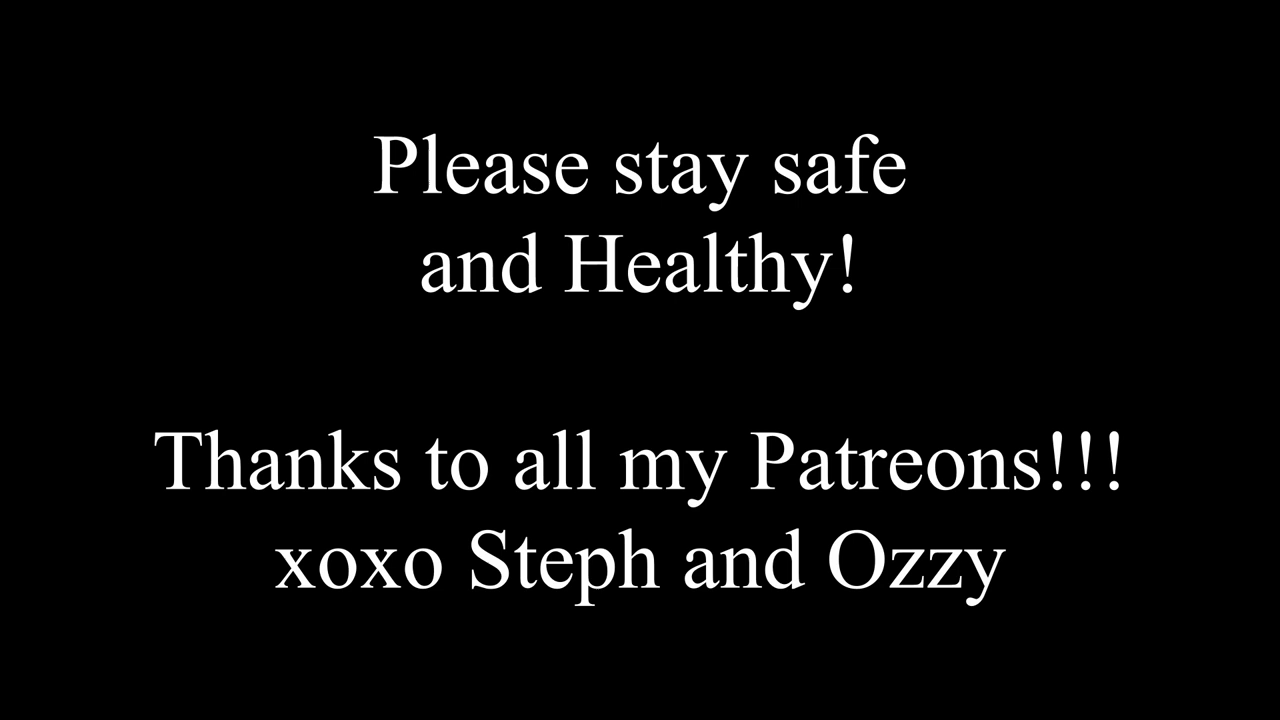 Please stay safe
and Healthy!
Thanks to all my Patreons!!!
xoxo Steph and Ozzy